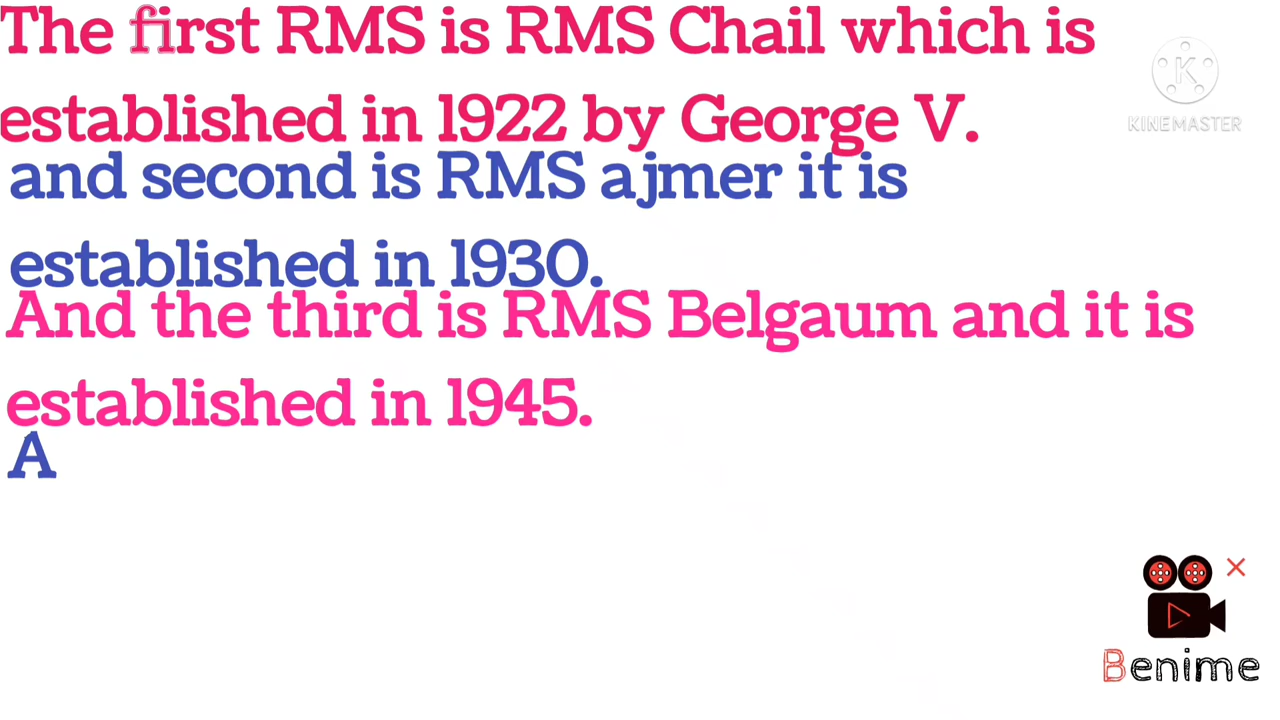 The first RMS is RMS Chail which is
KINEMASTER
established in 1922 by George V.
and second is RMS ajmer it is
established in 1930.
And the third is RMS Belgaum and it is
established in 1945.
A
Benime